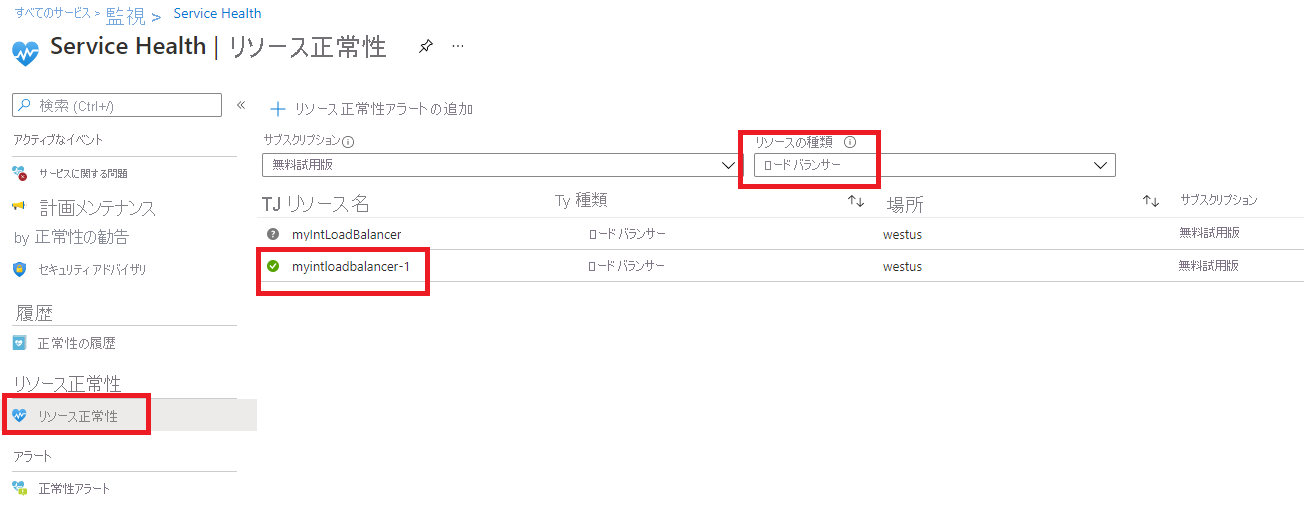 すべてのサービス > 監視 > Service Health
Service Health | リソース正常性 ...
検索 (Ctrl+/) «
アクティブなイベント
サービスに関する問題
計画メンテナンス
by 正常性の勧告
セキュリティ アドバイザリ
履歴
正常性の履歴
リソース正常性
リソース正常性
アラート
正常性アラート
+ リソース正常性アラートの追加
サブスクリプション
リソースの種類
無料試用版
ロード バランサー
TJ リソース名 Ty 種類 ↑↓ 場所 ↑↓ サブスクリプション
myIntLoadBalancer ロード バランサー westus 無料試用版
myintloadbalancer-1 ロード バランサー westus 無料試用版